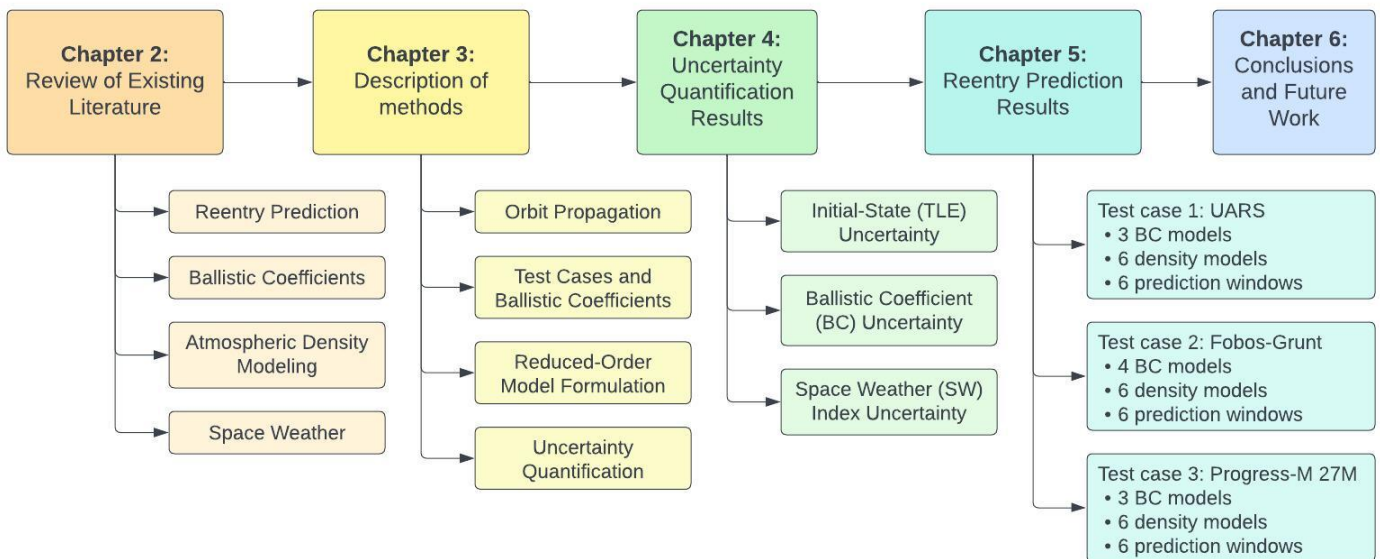 Chapter 2:
Review of Existing
Literature
Chapter 3:
Description of
methods
Chapter 4:
Uncertainty
Quantification
Results
Chapter 5:
Reentry Prediction
Results
Chapter 6:
Conclusions
and Future
Work
Reentry Prediction
Ballistic Coefficients
Atmospheric Density
Modeling
Space Weather
Orbit Propagation
Test Cases and
Ballistic Coefficients
Reduced-Order
Model Formulation
Uncertainty
Quantification
Initial-State (TLE)
Uncertainty
Ballistic Coefficient
(BC) Uncertainty
Space Weather (SW)
Index Uncertainty
Test case 1: UARS
• 3 BC models
• 6 density models
• 6 prediction windows
Test case 2: Fobos-Grunt
• 4 BC models
• 6 density models
• 6 prediction windows
Test case 3: Progress-M 27M
• 3 BC models
• 6 density models
• 6 prediction windows